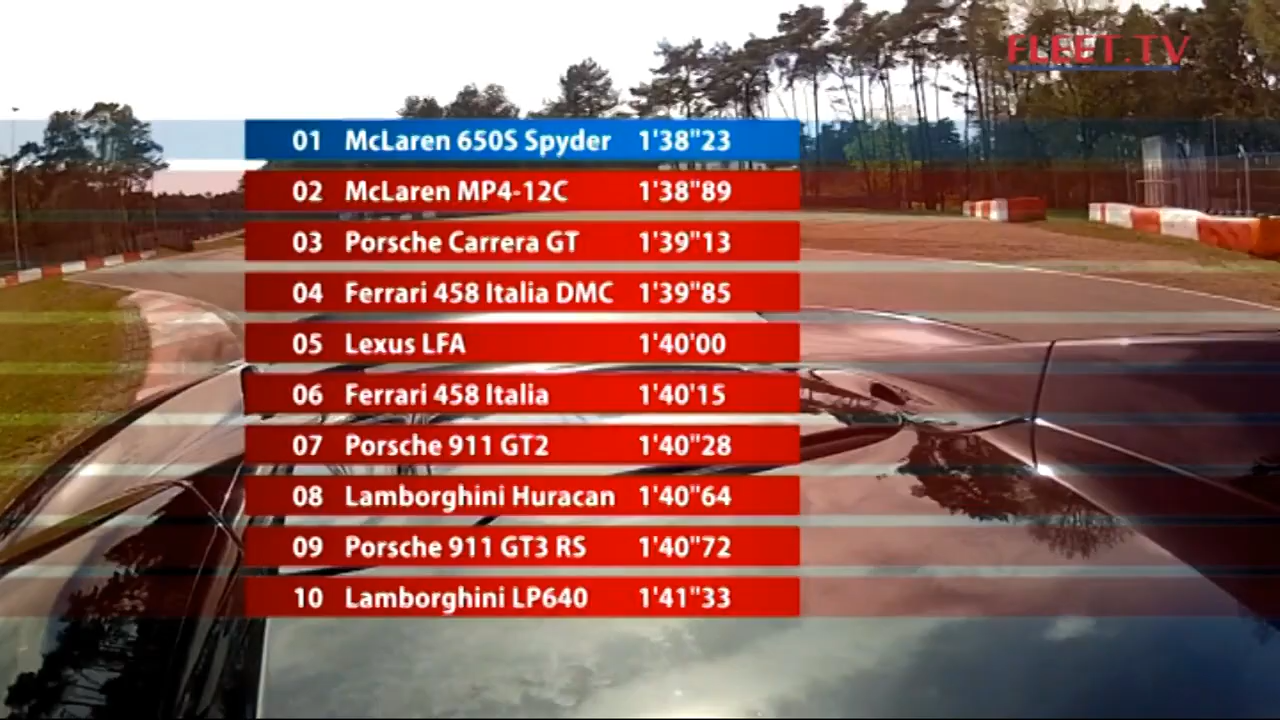 FLEET.TV
01 McLaren 650S Spyder 1'38"23
02 McLaren MP4-12C 1'38"89
03 Porsche Carrera GT 1'39"13
04 Ferrari 458 Italia DMC 1'39"85
05 Lexus LFA 1'40'00
06 Ferrari 458 Italia 1'40'15
07 Porsche 911 GT2 1'40"28
08 Lamborghini Huracan 1'40"64
09 Porsche 911 GT3 RS 1'40"72
10 Lamborghini LP640 1'41"33